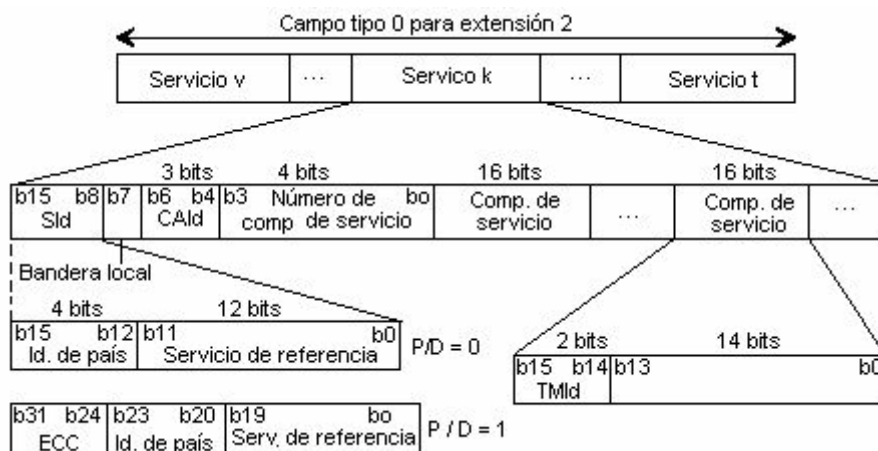 Campo tipo 0 para extensión 2
Servicio v ... Servico k ... Servicio t
3 bits 4 bits 16 bits 16 bits
b15 b8 b7 b6 b4 b3 Número de bo Comp. de ... Comp. de ...
SId CAId comp de servicio servicio servicio
Bandera local
4 bits 12 bits
b15 b12 b11 b0 P/D = 0
Id. de país Servicio de referencia
2 bits 14 bits
b15 b14 b13 b0
TMId
b31 b24 b23 b20 b19 bo P / D = 1
ECC Id. de país Serv. de referencia